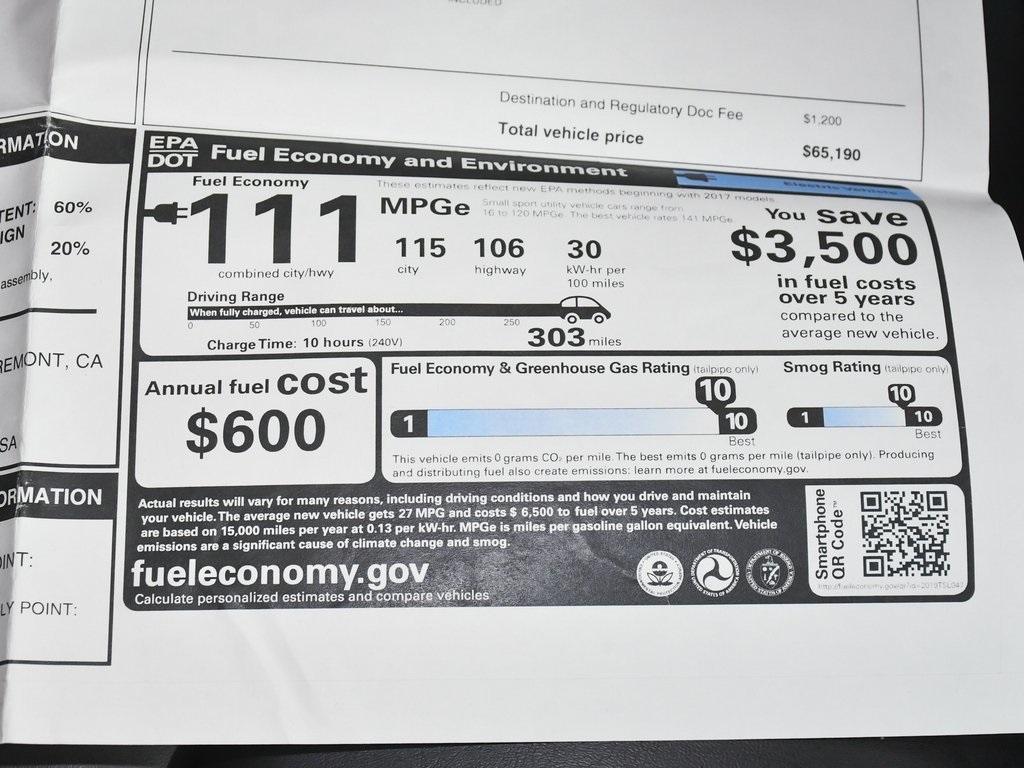 INCLUDED
Destination and Regulatory Doc Fee $1,200
Total vehicle price $65,190
RMATION
TENT: 60%
IGN
20%
assembly,
REMONT, CA
SA
ORMATION
INT:
LY POINT:
EPA
DOT
Fuel Economy and Environment
Electric Vehicle
Fuel Economy
These estimates reflect new EPA methods beginning with 2017 models
111 MPGe
Small sport utility vehicle cars range from
16 to 120 MPGe. The best vehicle rates 141 MPGe
combined city/hwy
115
city
106
highway
30
kW-hr per
100 miles
You save
$3,500
in fuel costs
over 5 years
compared to the
average new vehicle.
Driving Range
When fully charged, vehicle can travel about...
0 50 100 150 200 250
303 miles
Charge Time: 10 hours (240V)
Annual fuel cost
$600
Fuel Economy & Greenhouse Gas Rating (tailpipe only)
10
1 10
Best
Smog Rating (tailpipe only)
10
1 10
Best
This vehicle emits 0 grams CO₂ per mile. The best emits 0 grams per mile (tailpipe only). Producing
and distributing fuel also create emissions: learn more at fueleconomy.gov.
Actual results will vary for many reasons, including driving conditions and how you drive and maintain
your vehicle. The average new vehicle gets 27 MPG and costs $ 6,500 to fuel over 5 years. Cost estimates
are based on 15,000 miles per year at 0.13 per kW-hr. MPGe is miles per gasoline gallon equivalent. Vehicle
emissions are a significant cause of climate change and smog.
fueleconomy.gov
Calculate personalized estimates and compare vehicles
Smartphone
QR Code™